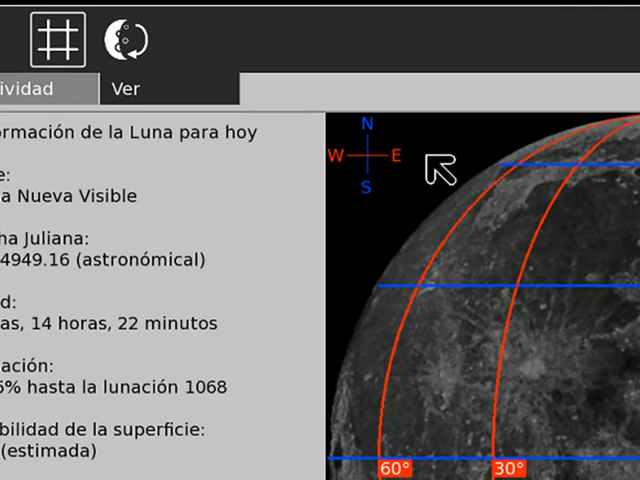 ividad
Ver
ormación de la Luna para hoy
e:
a Nueva Visible
ha Juliana:
4949.16 (astronómical)
d:
as, 14 horas, 22 minutos
ación:
6% hasta la lunación 1068
bilidad de la superficie:
(estimada)
N
W E
S
60° 30°